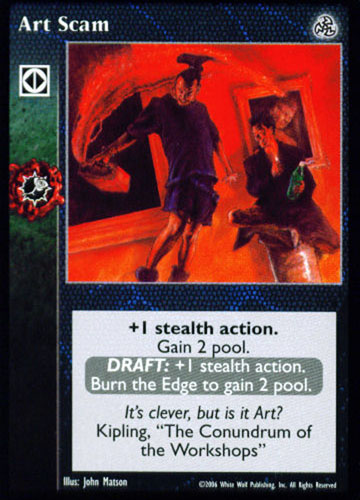 Art Scam
+1 stealth action.
Gain 2 pool.
DRAFT: +1 stealth action.
Burn the Edge to gain 2 pool.
It's clever, but is it Art?
Kipling, "The Conundrum of
the Workshops"
Illus: John Matson
©2006 White Wolf Publishing, Inc. All Rights Reserved